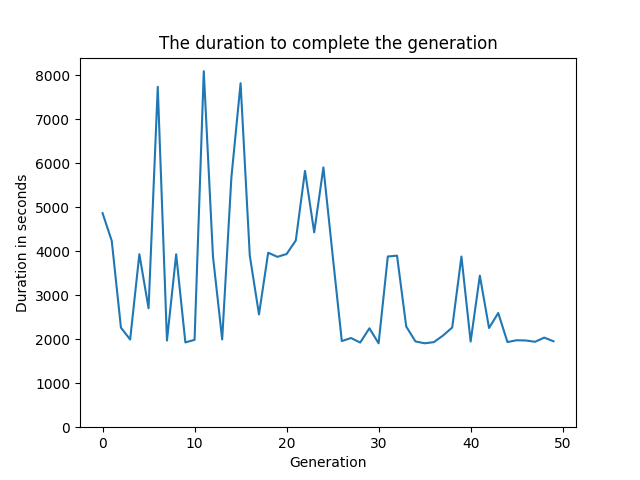 The duration to complete the generation
8000
7000
6000
5000
4000
3000
2000
1000
0
Duration in seconds
0 10 20 30 40 50
Generation